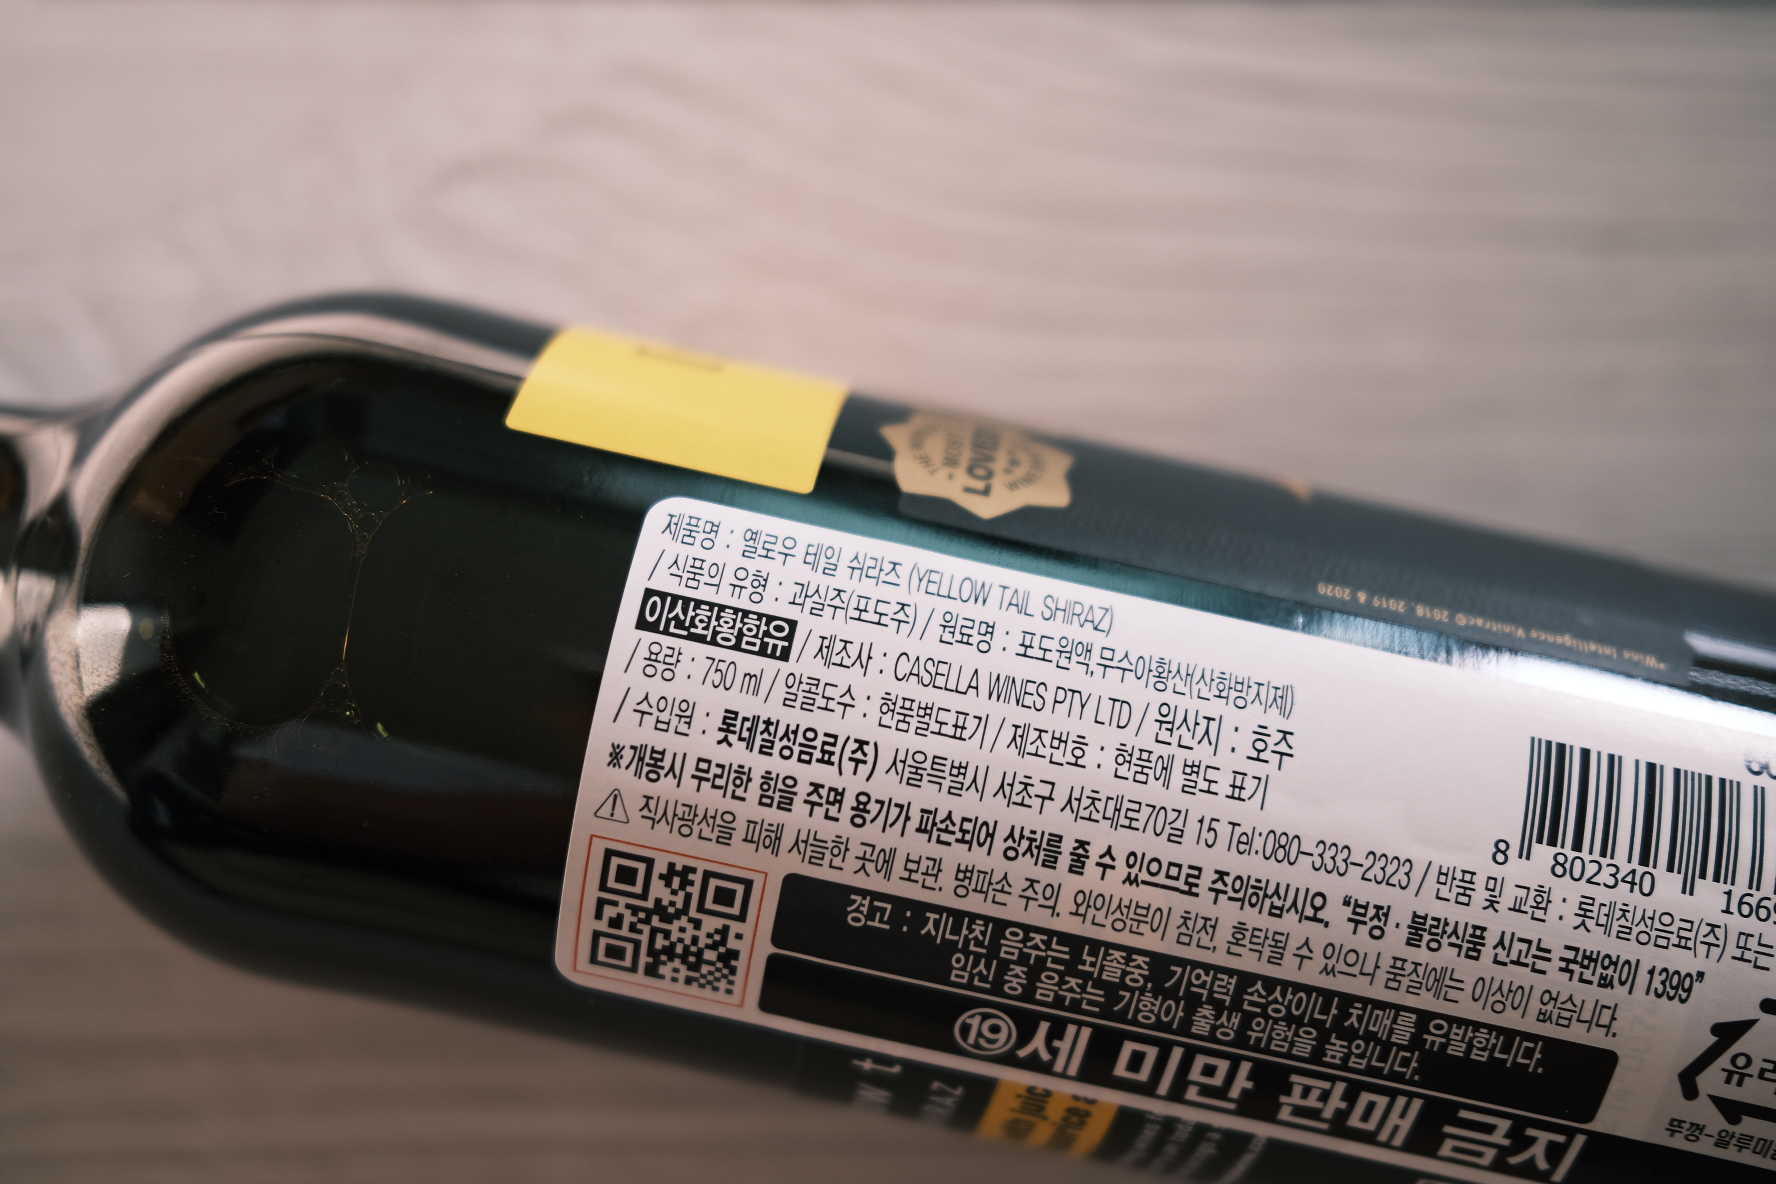 제품명 : 옐로우 테일 쉬라즈 (YELLOW TAIL SHIRAZ)
/ 식품의 유형 : 과실주(포도주) / 원료명 : 포도원액,무수아황산(산화방지제)
이산화황함유 / 제조사 : CASELLA WINES PTY LTD / 원산지 : 호주
/ 용량 : 750 ml / 알콜도수 : 현품별도표기 / 제조번호 : 현품에 별도 표기
/ 수입원 : 롯데칠성음료(주) 서울특별시 서초구 서초대로70길 15 Tel:080-333-2323 / 반품 및 교환 : 롯데칠성음료(주) 또는
※개봉시 무리한 힘을 주면 용기가 파손되어 상처를 줄 수 있으므로 주의하십시오. “부정 · 불량식품 신고는 국번없이 1399”
직사광선을 피해 서늘한 곳에 보관. 병파손 주의. 와인성분이 침전, 혼탁될 수 있으나 품질에는 이상이 없습니다.
경고 : 지나친 음주는 뇌졸중, 기억력 손상이나 치매를 유발합니다.
임신 중 음주는 기형아 출생 위험을 높입니다.
19세 미만 판매 금지
8 802340 166
뚜껑-알루미
MOST
LOVED
*Wine Intelligence Vinitrac© 2018, 2019 & 2020